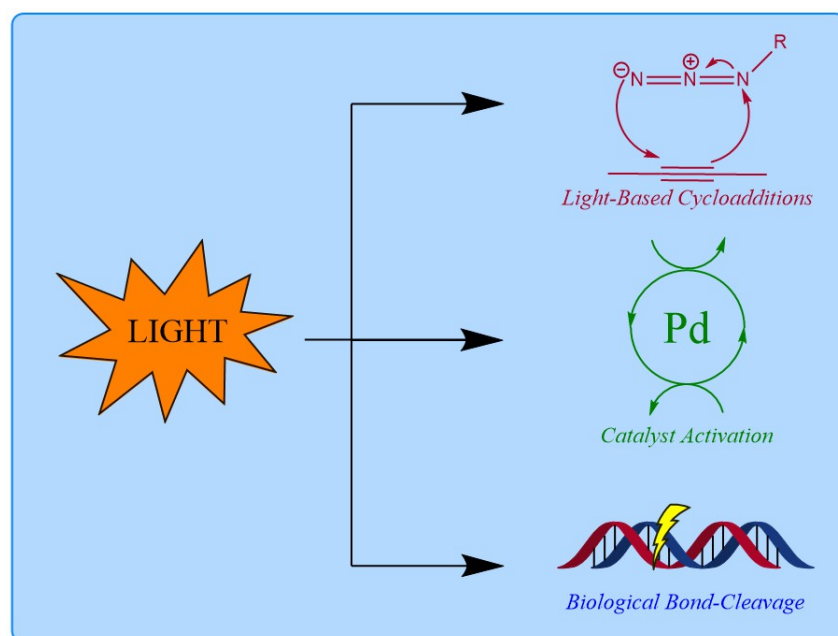 R
⊖ ⊕
N N N
Light-Based Cycloadditions
LIGHT
Pd
Catalyst Activation
Biological Bond-Cleavage